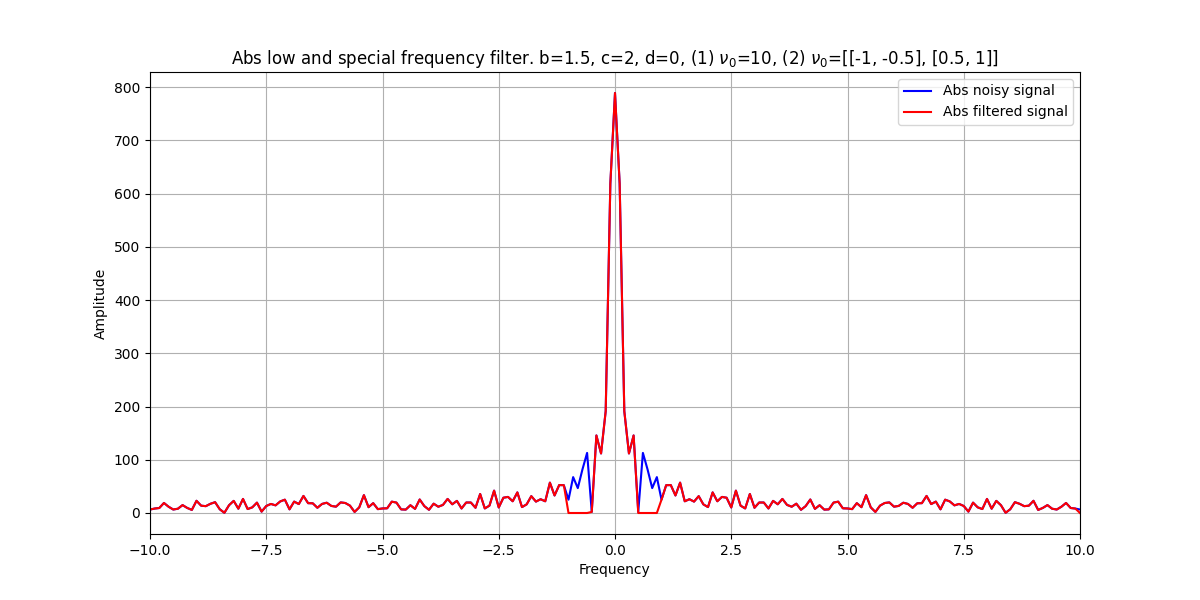 Abs low and special frequency filter. b=1.5, c=2, d=0, (1) ν₀=10, (2) ν₀=[[-1, -0.5], [0.5, 1]]
Abs noisy signal
Abs filtered signal
800
700
600
500
400
300
200
100
0
Amplitude
−10.0 −7.5 −5.0 −2.5 0.0 2.5 5.0 7.5 10.0
Frequency